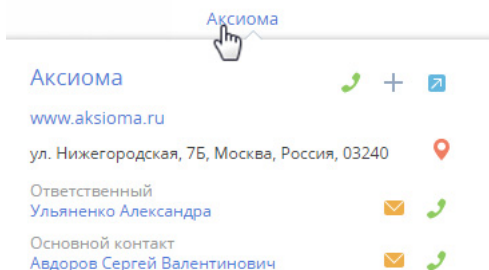 Аксиома
Аксиома
www.aksioma.ru
ул. Нижегородская, 7Б, Москва, Россия, 03240
Ответственный
Ульяненко Александра
Основной контакт
Авдоров Сергей Валентинович